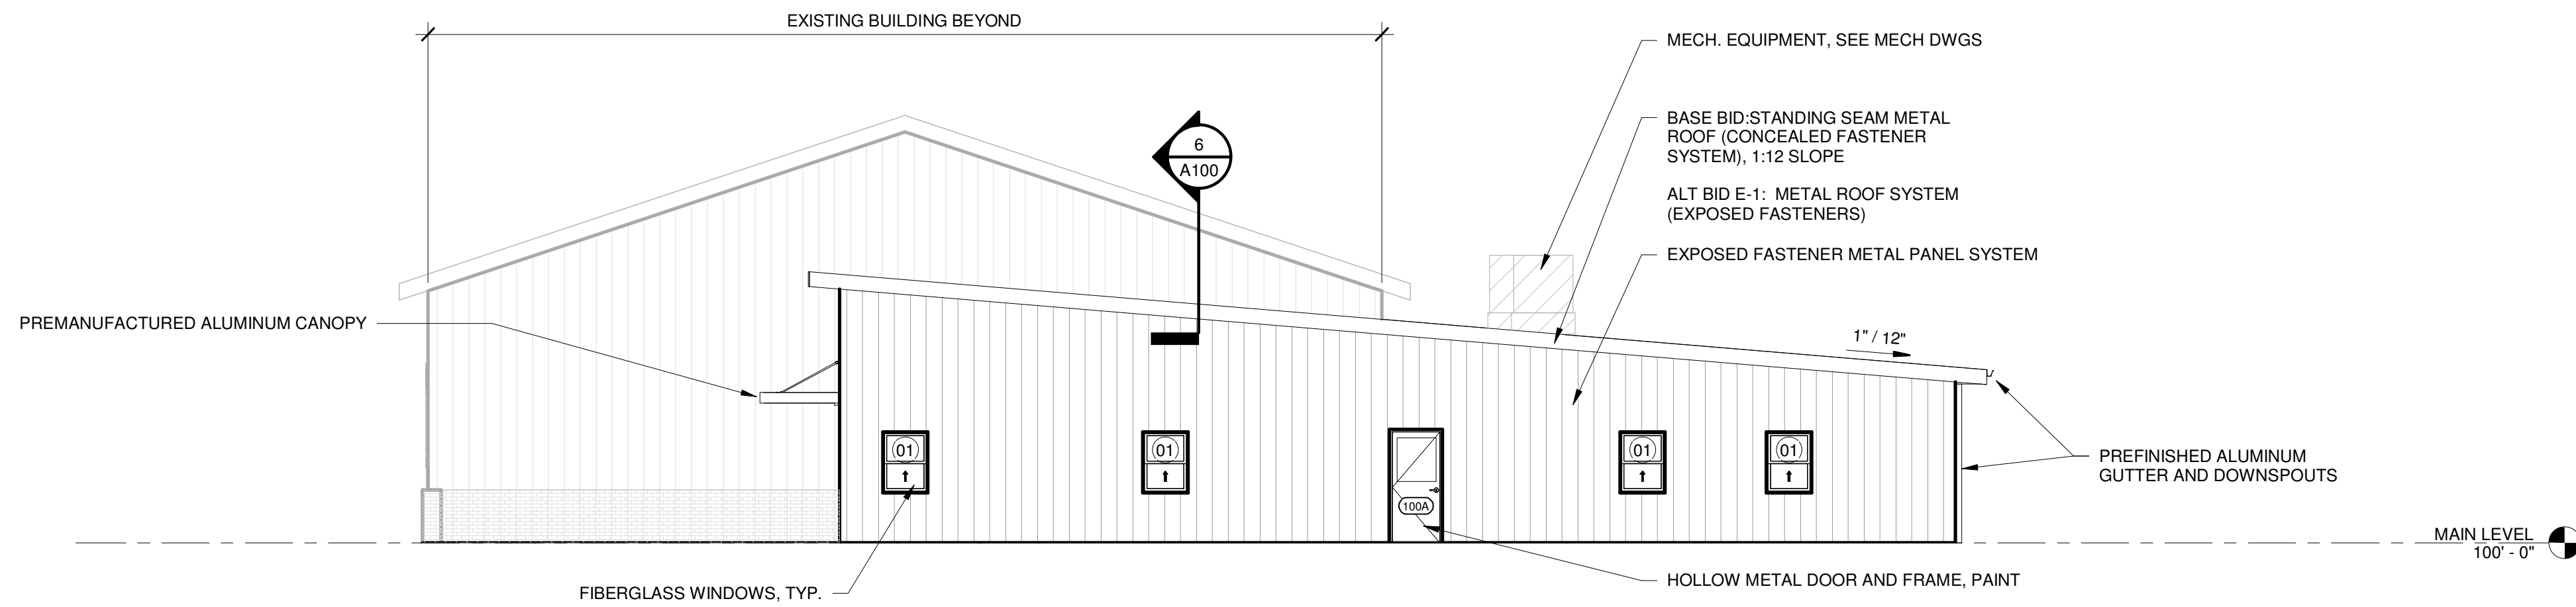 EXISTING BUILDING BEYOND
MECH. EQUIPMENT, SEE MECH DWGS
BASE BID:STANDING SEAM METAL
ROOF (CONCEALED FASTENER
SYSTEM), 1:12 SLOPE
ALT BID E-1: METAL ROOF SYSTEM
(EXPOSED FASTENERS)
EXPOSED FASTENER METAL PANEL SYSTEM
6
A100
PREMANUFACTURED ALUMINUM CANOPY
1" / 12"
01
01
01
01
100A
PREFINISHED ALUMINUM
GUTTER AND DOWNSPOUTS
MAIN LEVEL
100' - 0"
FIBERGLASS WINDOWS, TYP.
HOLLOW METAL DOOR AND FRAME, PAINT